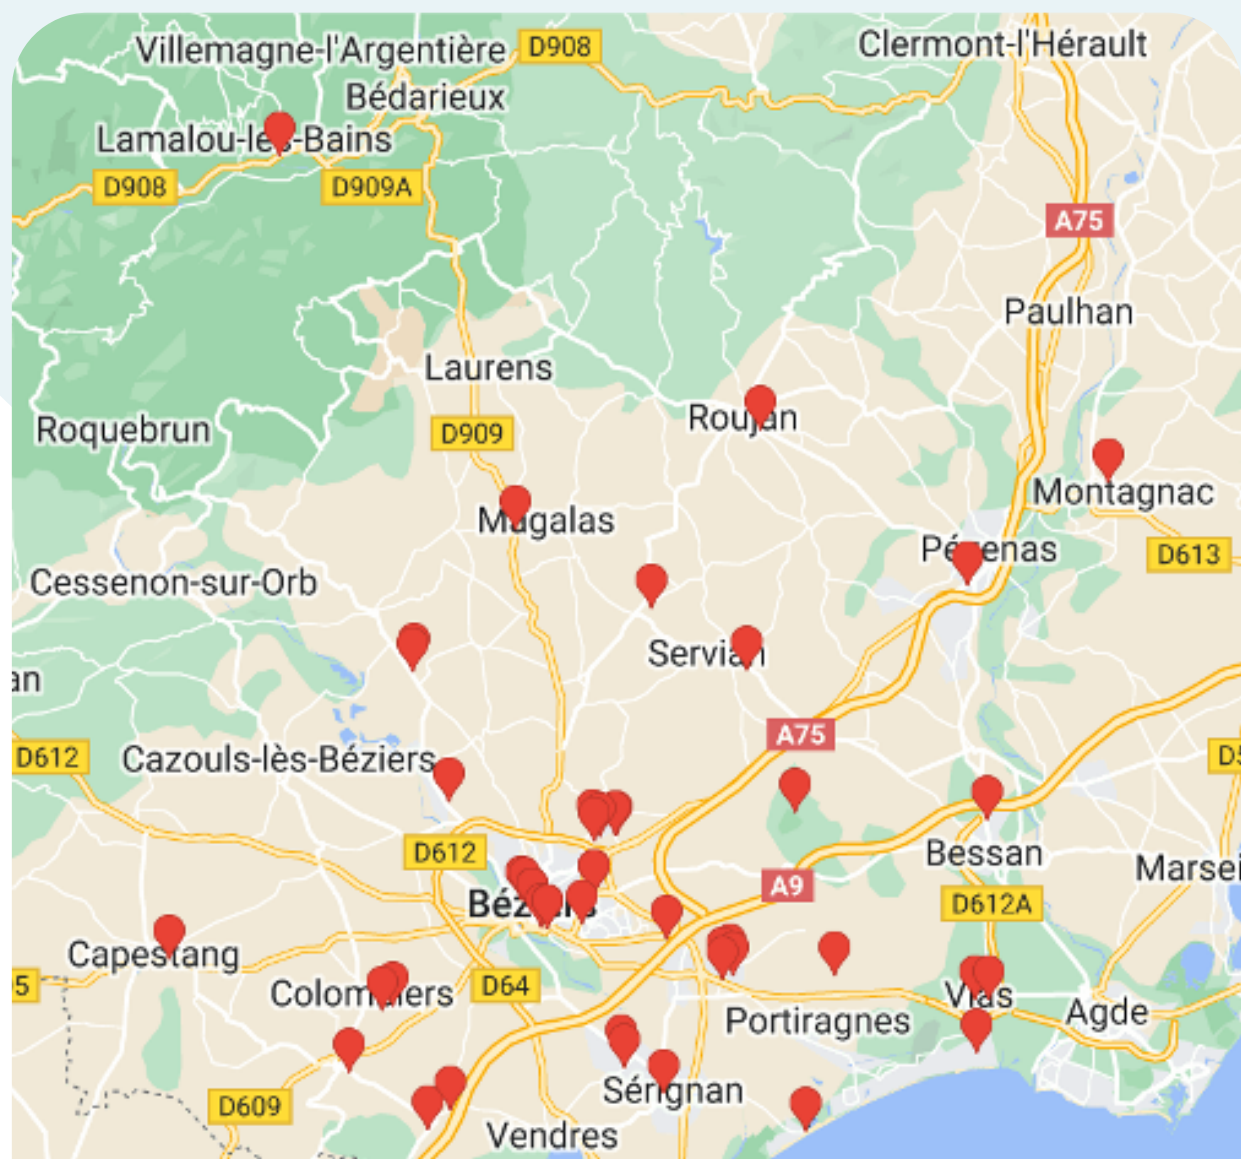 Villemagne-l'Argentière
D908
Clermont-l'Hérault
Bédarieux
Lamalou-les-Bains
D908
D909A
A75
Paulhan
Laurens
Roujan
Roquebrun
D909
Montagnac
Magalas
Pézenas
D613
Cessenon-sur-Orb
Servian
an
A75
D612
Cazouls-lès-Béziers
D612
Bessan
Marsei
A9
D612A
Béziers
Capestang
5
Colombiers
D64
Vias
Agde
Portiragnes
Sérignan
D609
Vendres